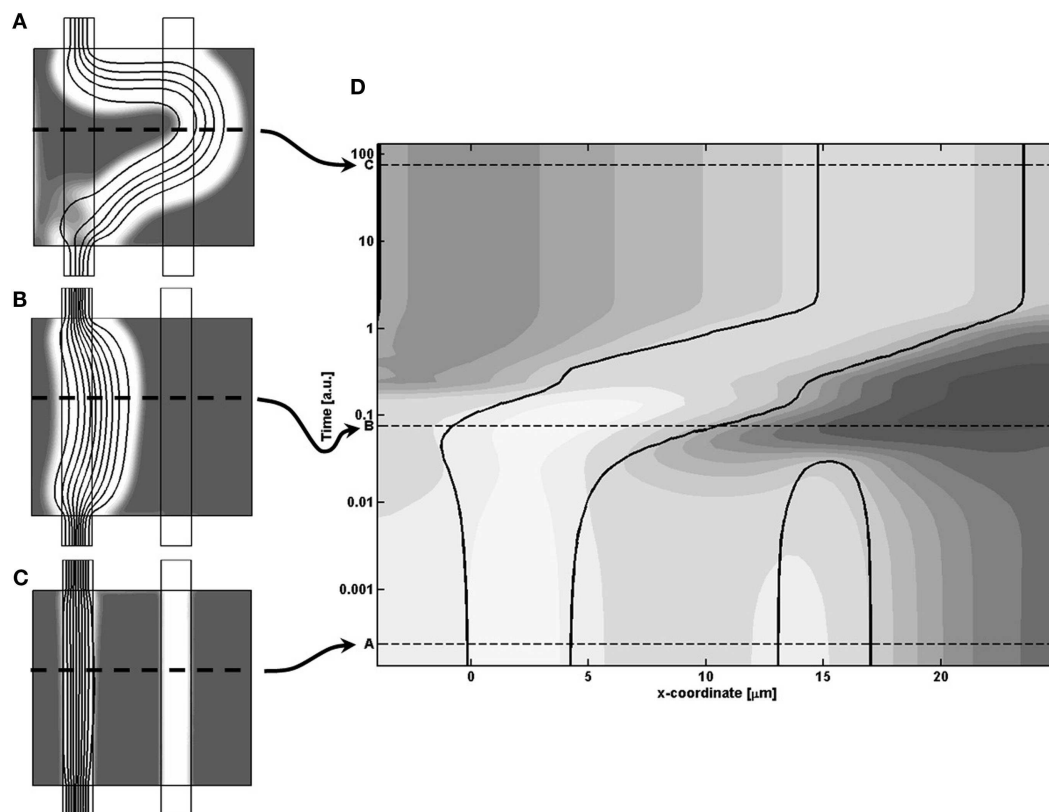 A
B
C
D
100
C
10
1
0.1
B
0.01
0.001
A
Time [a.u.]
0
5
10
15
20
x-coordinate [μm]